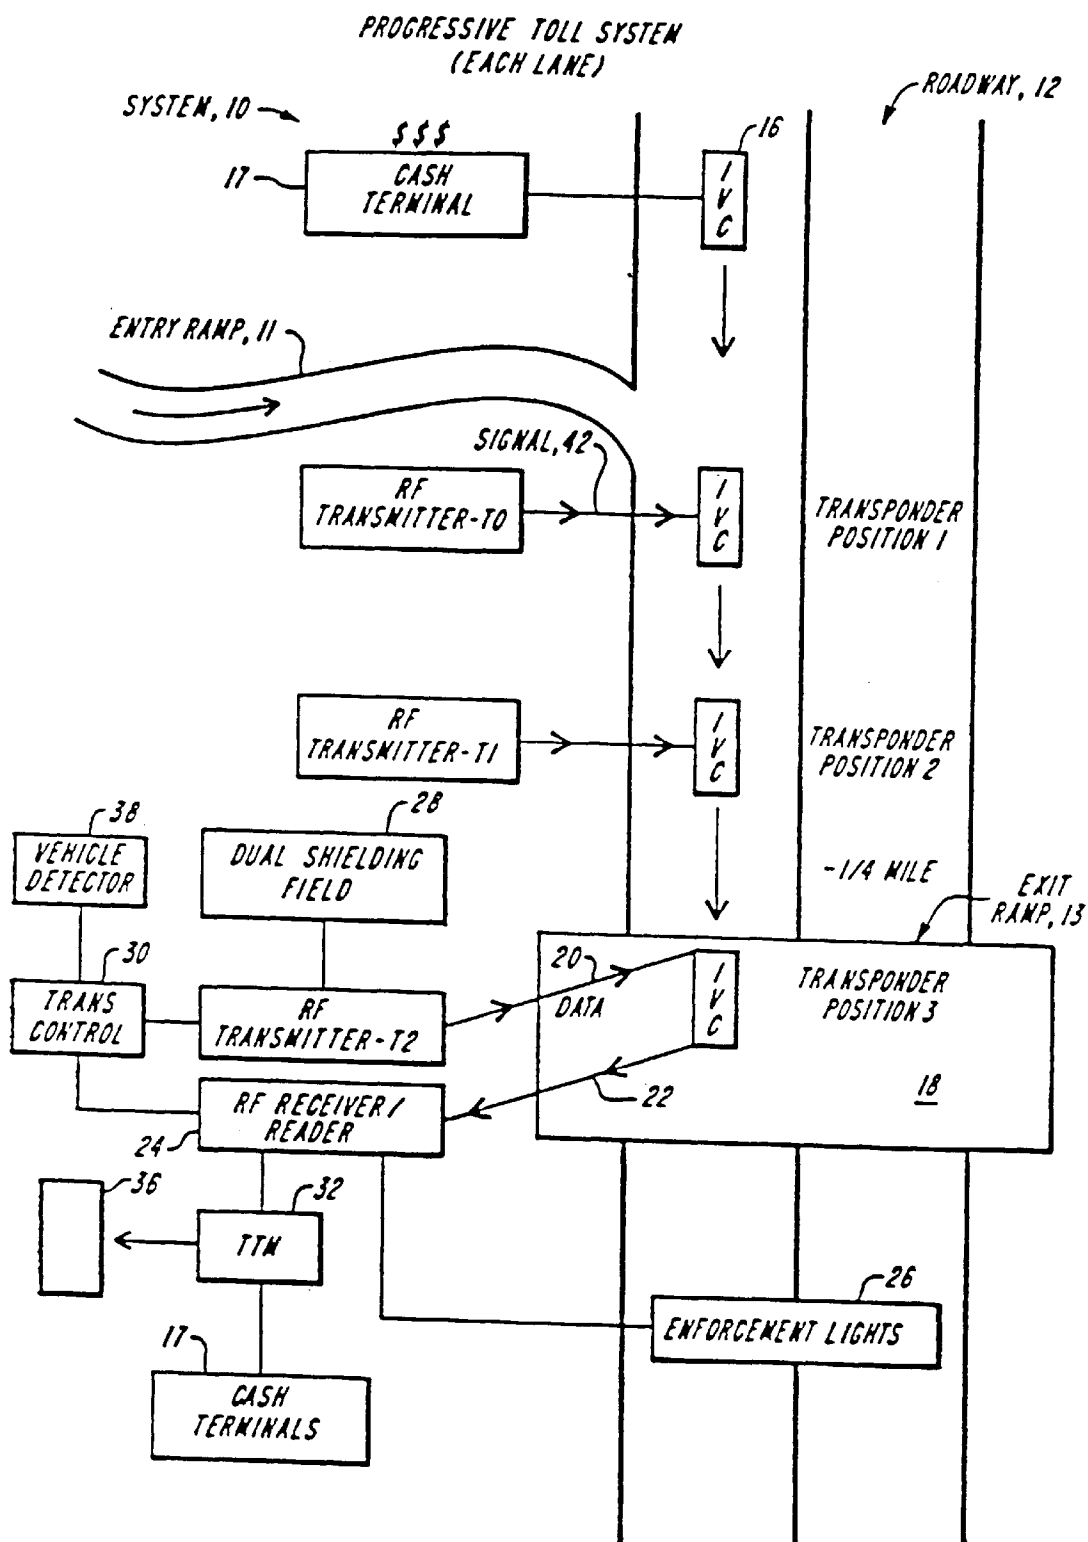 PROGRESSIVE TOLL SYSTEM
(EACH LANE)
SYSTEM, 10
ROADWAY, 12
$ $ $
16
17
CASH
TERMINAL
I
V
C
ENTRY RAMP, 11
SIGNAL, 42
RF
TRANSMITTER-T0
I
V
C
TRANSPONDER
POSITION 1
RF
TRANSMITTER-T1
I
V
C
TRANSPONDER
POSITION 2
38
28
VEHICLE
DETECTOR
DUAL SHIELDING
FIELD
-1/4 MILE
EXIT
RAMP, 13
30
20
DATA
I
V
C
TRANSPONDER
POSITION 3
TRANS
CONTROL
RF
TRANSMITTER-T2
22
18
RF RECEIVER/
READER
24
36
32
TTM
26
ENFORCEMENT LIGHTS
17
CASH
TERMINALS